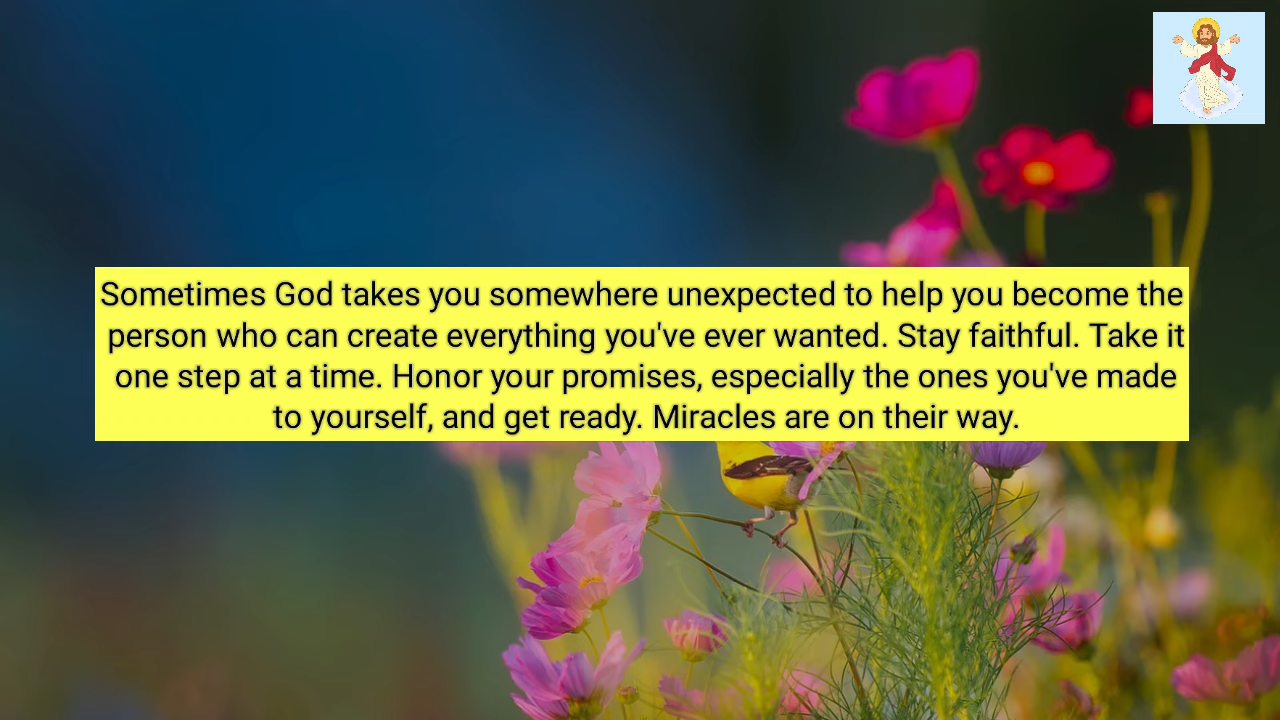 Sometimes God takes you somewhere unexpected to help you become the
person who can create everything you've ever wanted. Stay faithful. Take it
one step at a time. Honor your promises, especially the ones you've made
to yourself, and get ready. Miracles are on their way.